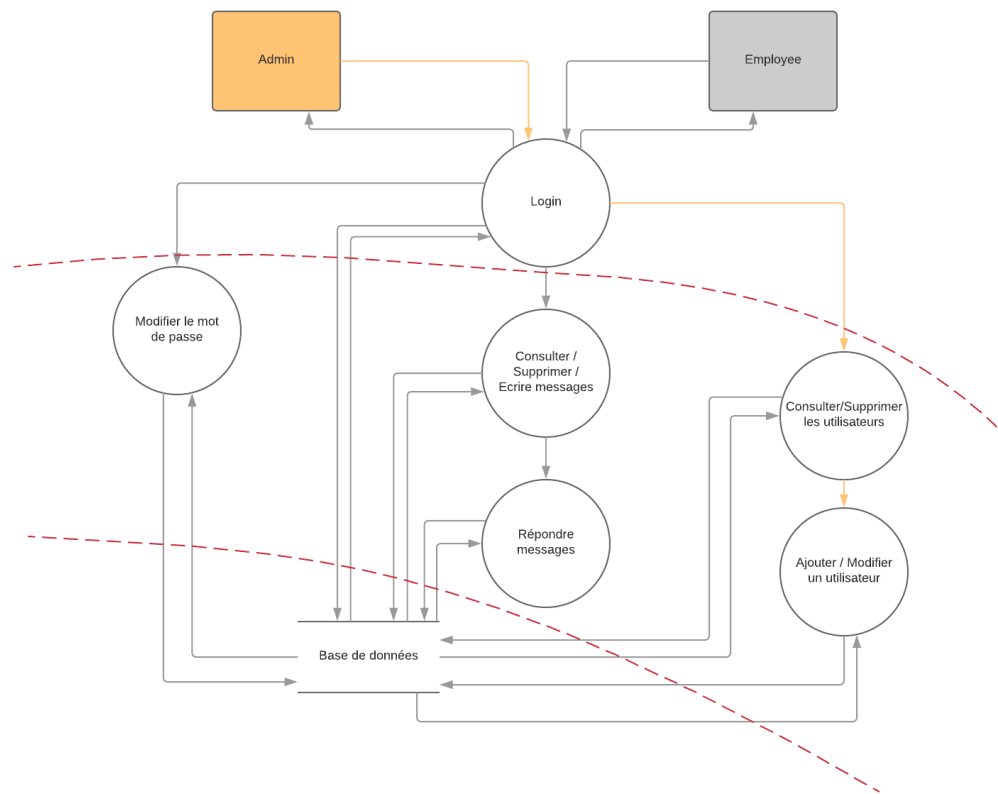 Admin
Employee
Login
Modifier le mot
de passe
Consulter /
Supprimer /
Ecrire messages
Consulter/Supprimer
les utilisateurs
Répondre
messages
Ajouter / Modifier
un utilisateur
Base de données